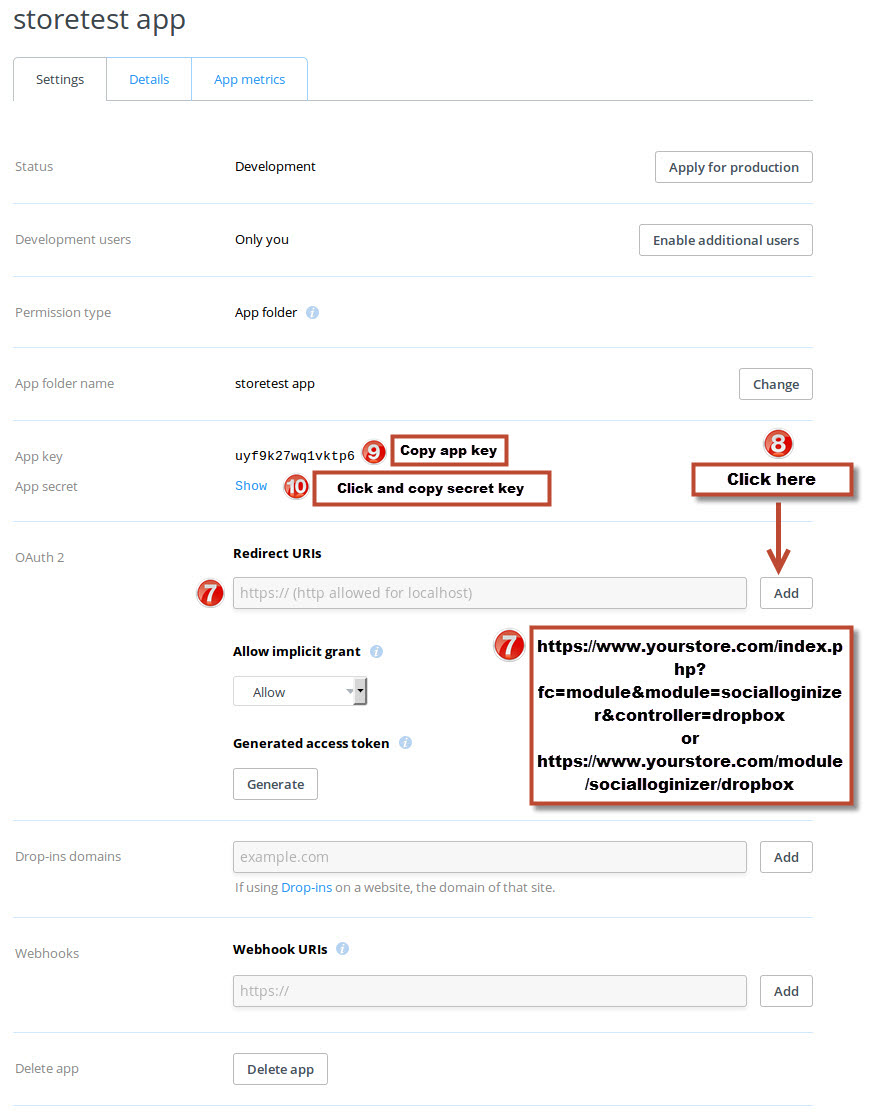 storetest app
Settings
Details
App metrics
Status
Development
Apply for production
Development users
Only you
Enable additional users
Permission type
App folder
i
App folder name
storetest app
Change
App key
uyf9k27wq1vktp6
9
Copy app key
8
App secret
Show
10
Click and copy secret key
Click here
OAuth 2
Redirect URIs
7
https:// (http allowed for localhost)
Add
Allow implicit grant
i
Allow
7
https://www.yourstore.com/index.p
hp?
fc=module&module=socialloginize
r&controller=dropbox
or
https://www.yourstore.com/module
/socialloginizer/dropbox
Generated access token
i
Generate
Drop-ins domains
example.com
Add
If using Drop-ins on a website, the domain of that site.
Webhooks
Webhook URIs
i
https://
Add
Delete app
Delete app